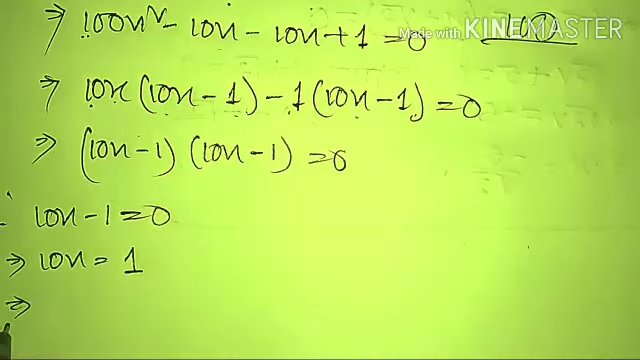 ⇒ 100x² - 10x - 10x + 1 = 0
Made with KINEMASTER
⇒ 10x (10x - 1) - 1 (10x - 1) = 0
⇒ (10x - 1) (10x - 1) = 0
∴ 10x - 1 = 0
⇒ 10x = 1
⇒